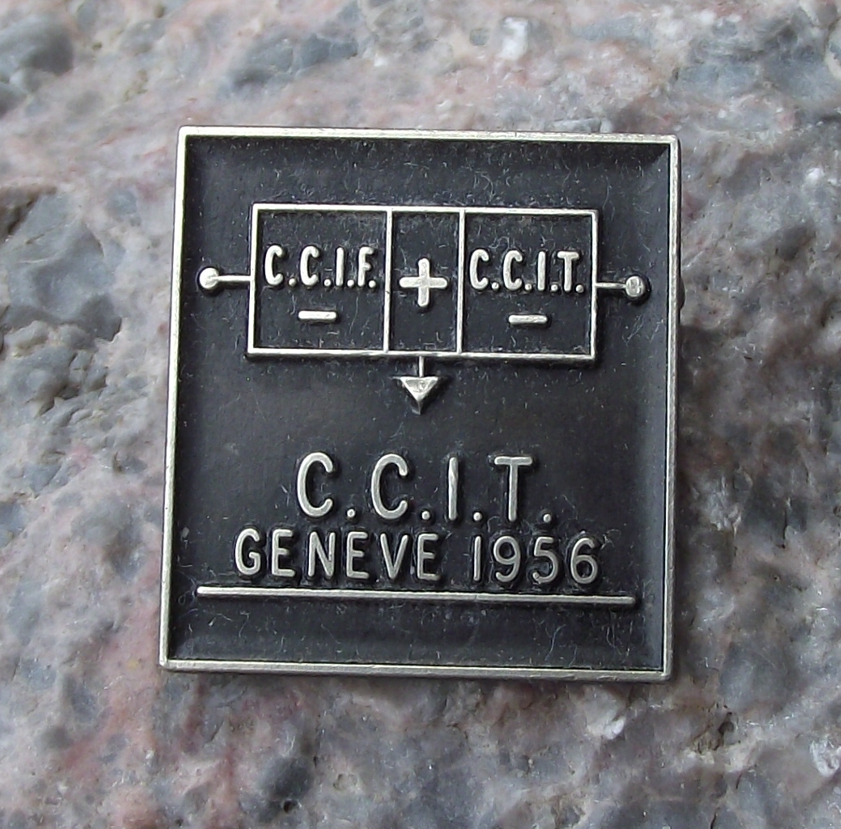 C.C.I.F. + C.C.I.T.
- -
C.C.I.T.
GENEVE 1956